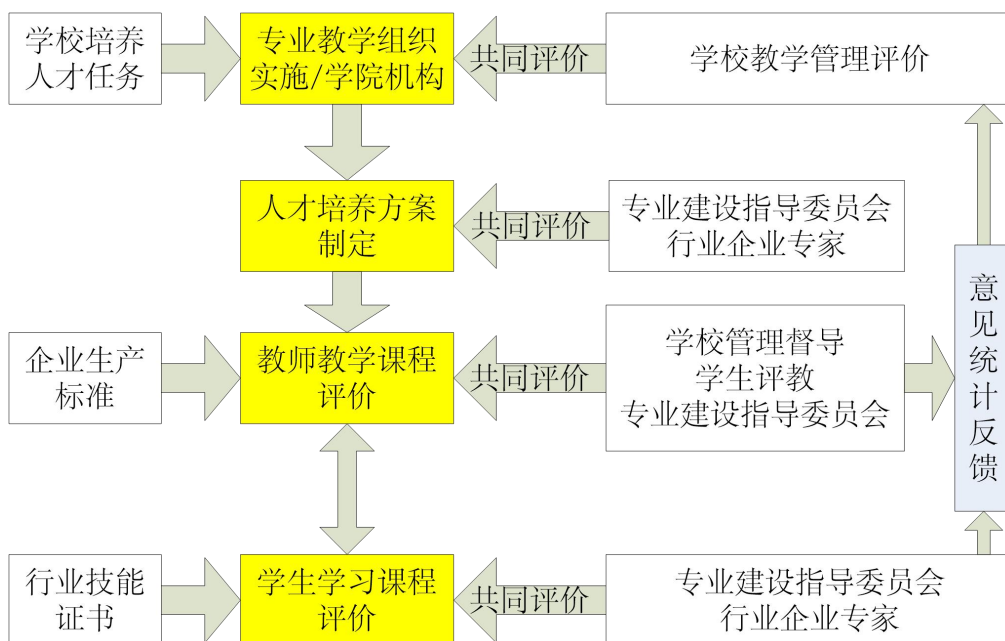 学校培养
人才任务
专业教学组织
实施/学院机构
共同评价
学校教学管理评价
人才培养方案
制定
共同评价
专业建设指导委员会
行业企业专家
企业生产
标准
教师教学课程
评价
共同评价
学校管理督导
学生评教
专业建设指导委员会
意见统计反馈
行业技能
证书
学生学习课程
评价
共同评价
专业建设指导委员会
行业企业专家